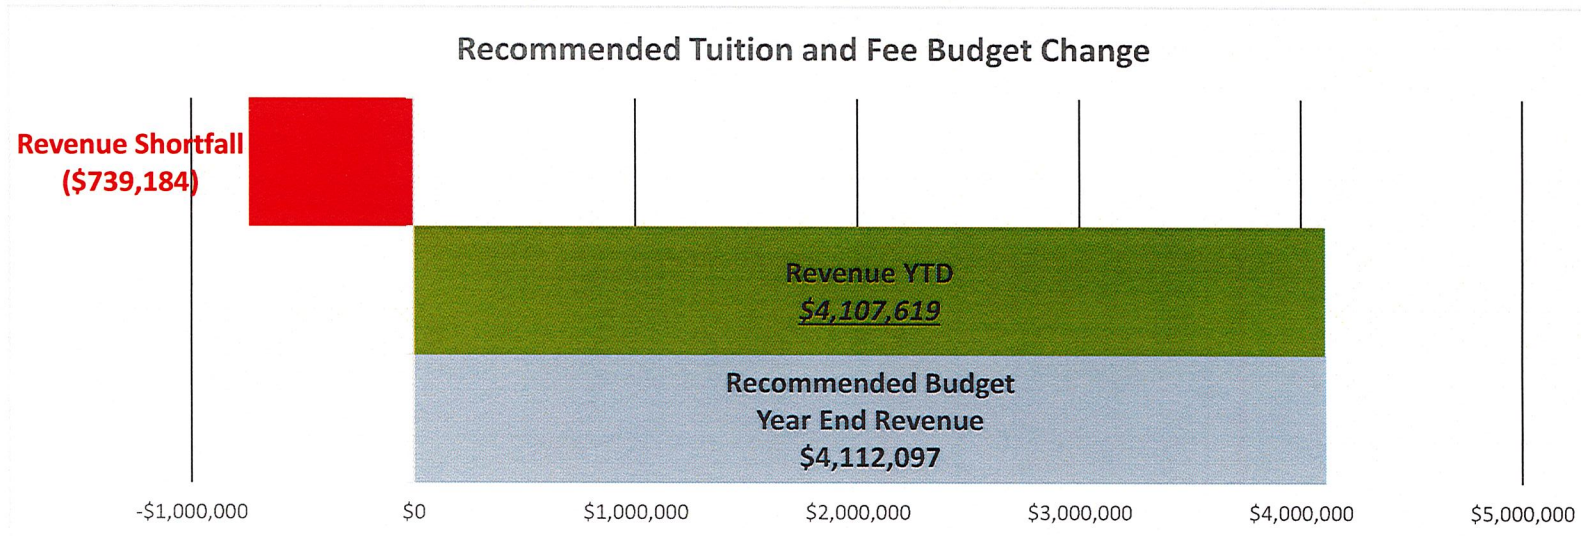 Recommended Tuition and Fee Budget Change
Revenue Shortfall
($739,184)
Revenue YTD
$4,107,619
Recommended Budget
Year End Revenue
$4,112,097
-$1,000,000 $0 $1,000,000 $2,000,000 $3,000,000 $4,000,000 $5,000,000